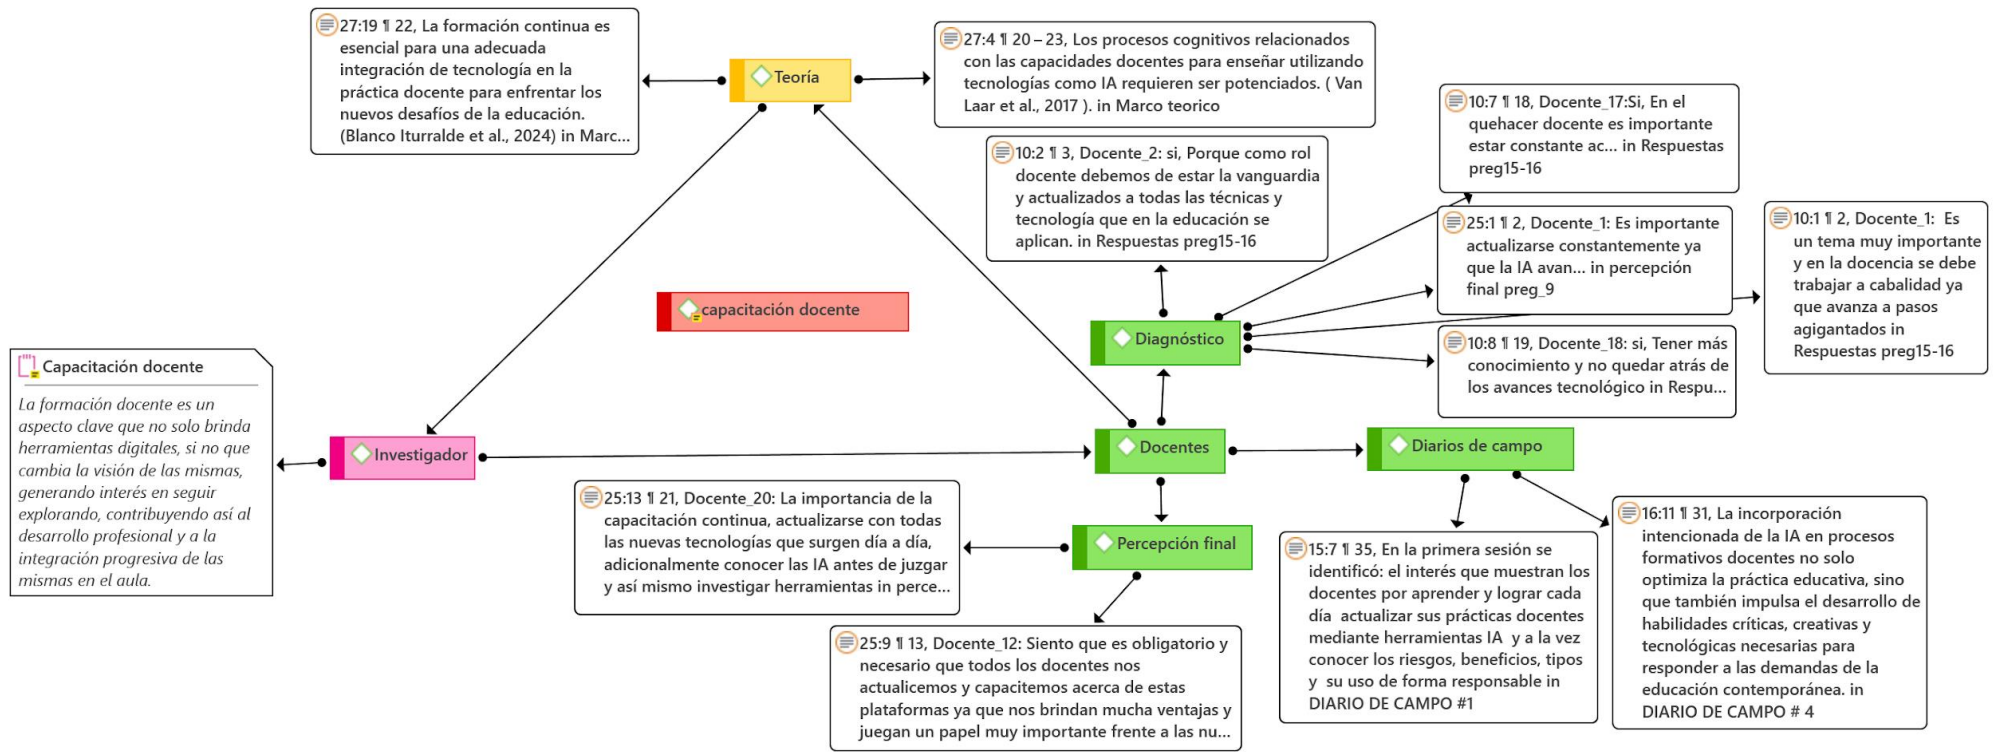 27:19 ¶ 22, La formación continua es
esencial para una adecuada
integración de tecnología en la
práctica docente para enfrentar los
nuevos desafíos de la educación.
(Blanco Iturralde et al., 2024) in Marc...
Teoría
27:4 ¶ 20 – 23, Los procesos cognitivos relacionados
con las capacidades docentes para enseñar utilizando
tecnologías como IA requieren ser potenciados. ( Van
Laar et al., 2017 ). in Marco teorico
10:7 ¶ 18, Docente_17:Si, En el
quehacer docente es importante
estar constante ac... in Respuestas
preg15-16
10:2 ¶ 3, Docente_2: si, Porque como rol
docente debemos de estar la vanguardia
y actualizados a todas las técnicas y
tecnología que en la educación se
aplican. in Respuestas preg15-16
25:1 ¶ 2, Docente_1: Es importante
actualizarse constantemente ya
que la IA avan... in percepción
final preg_9
10:1 ¶ 2, Docente_1:  Es
un tema muy importante
y en la docencia se debe
trabajar a cabalidad ya
que avanza a pasos
agigantados in
Respuestas preg15-16
capacitación docente
Diagnóstico
10:8 ¶ 19, Docente_18: si, Tener más
conocimiento y no quedar atrás de
los avances tecnológico in Respu...
Capacitación docente
La formación docente es un
aspecto clave que no solo brinda
herramientas digitales, si no que
cambia la visión de las mismas,
generando interés en seguir
explorando, contribuyendo así al
desarrollo profesional y a la
integración progresiva de las
mismas en el aula.
Investigador
Docentes
Diarios de campo
25:13 ¶ 21, Docente_20: La importancia de la
capacitación continua, actualizarse con todas
las nuevas tecnologías que surgen día a día,
adicionalmente conocer las IA antes de juzgar
y así mismo investigar herramientas in perce...
Percepción final
15:7 ¶ 35, En la primera sesión se
identificó: el interés que muestran los
docentes por aprender y lograr cada
día  actualizar sus prácticas docentes
mediante herramientas IA  y a la vez
conocer los riesgos, beneficios, tipos
y  su uso de forma responsable in
DIARIO DE CAMPO #1
16:11 ¶ 31, La incorporación
intencionada de la IA en procesos
formativos docentes no solo
optimiza la práctica educativa, sino
que también impulsa el desarrollo de
habilidades críticas, creativas y
tecnológicas necesarias para
responder a las demandas de la
educación contemporánea. in
DIARIO DE CAMPO # 4
25:9 ¶ 13, Docente_12: Siento que es obligatorio y
necesario que todos los docentes nos
actualicemos y capacitemos acerca de estas
plataformas ya que nos brindan mucha ventajas y
juegan un papel muy importante frente a las nu...